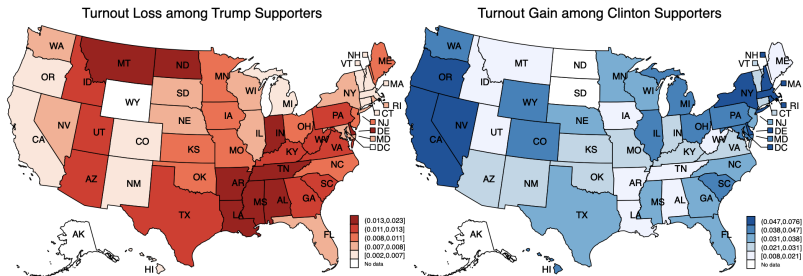 Turnout Loss among Trump Supporters
NH
VT
WA
MT
ND
MN
ME
OR
ID
SD
WI
NY
MA
WY
MI
RI
CT
NE
IA
PA
NJ
NV
UT
IL
IN
OH
DE
CA
CO
KS
MO
WV
VA
MD
KY
DC
AZ
NM
OK
TN
NC
AR
SC
MS
AL
GA
TX
LA
FL
AK
HI
(0.013,0.023]
(0.011,0.013]
(0.008,0.011]
(0.007,0.008]
[0.002,0.007]
No data
Turnout Gain among Clinton Supporters
NH
VT
WA
MT
ND
MN
ME
OR
ID
SD
WI
NY
MA
WY
MI
RI
CT
NE
IA
PA
NJ
NV
UT
IL
IN
OH
DE
CA
CO
KS
MO
WV
VA
MD
KY
DC
AZ
NM
OK
TN
NC
AR
SC
MS
AL
GA
TX
LA
FL
AK
HI
(0.047,0.076]
(0.038,0.047]
(0.031,0.038]
(0.021,0.031]
[0.008,0.021]
No data